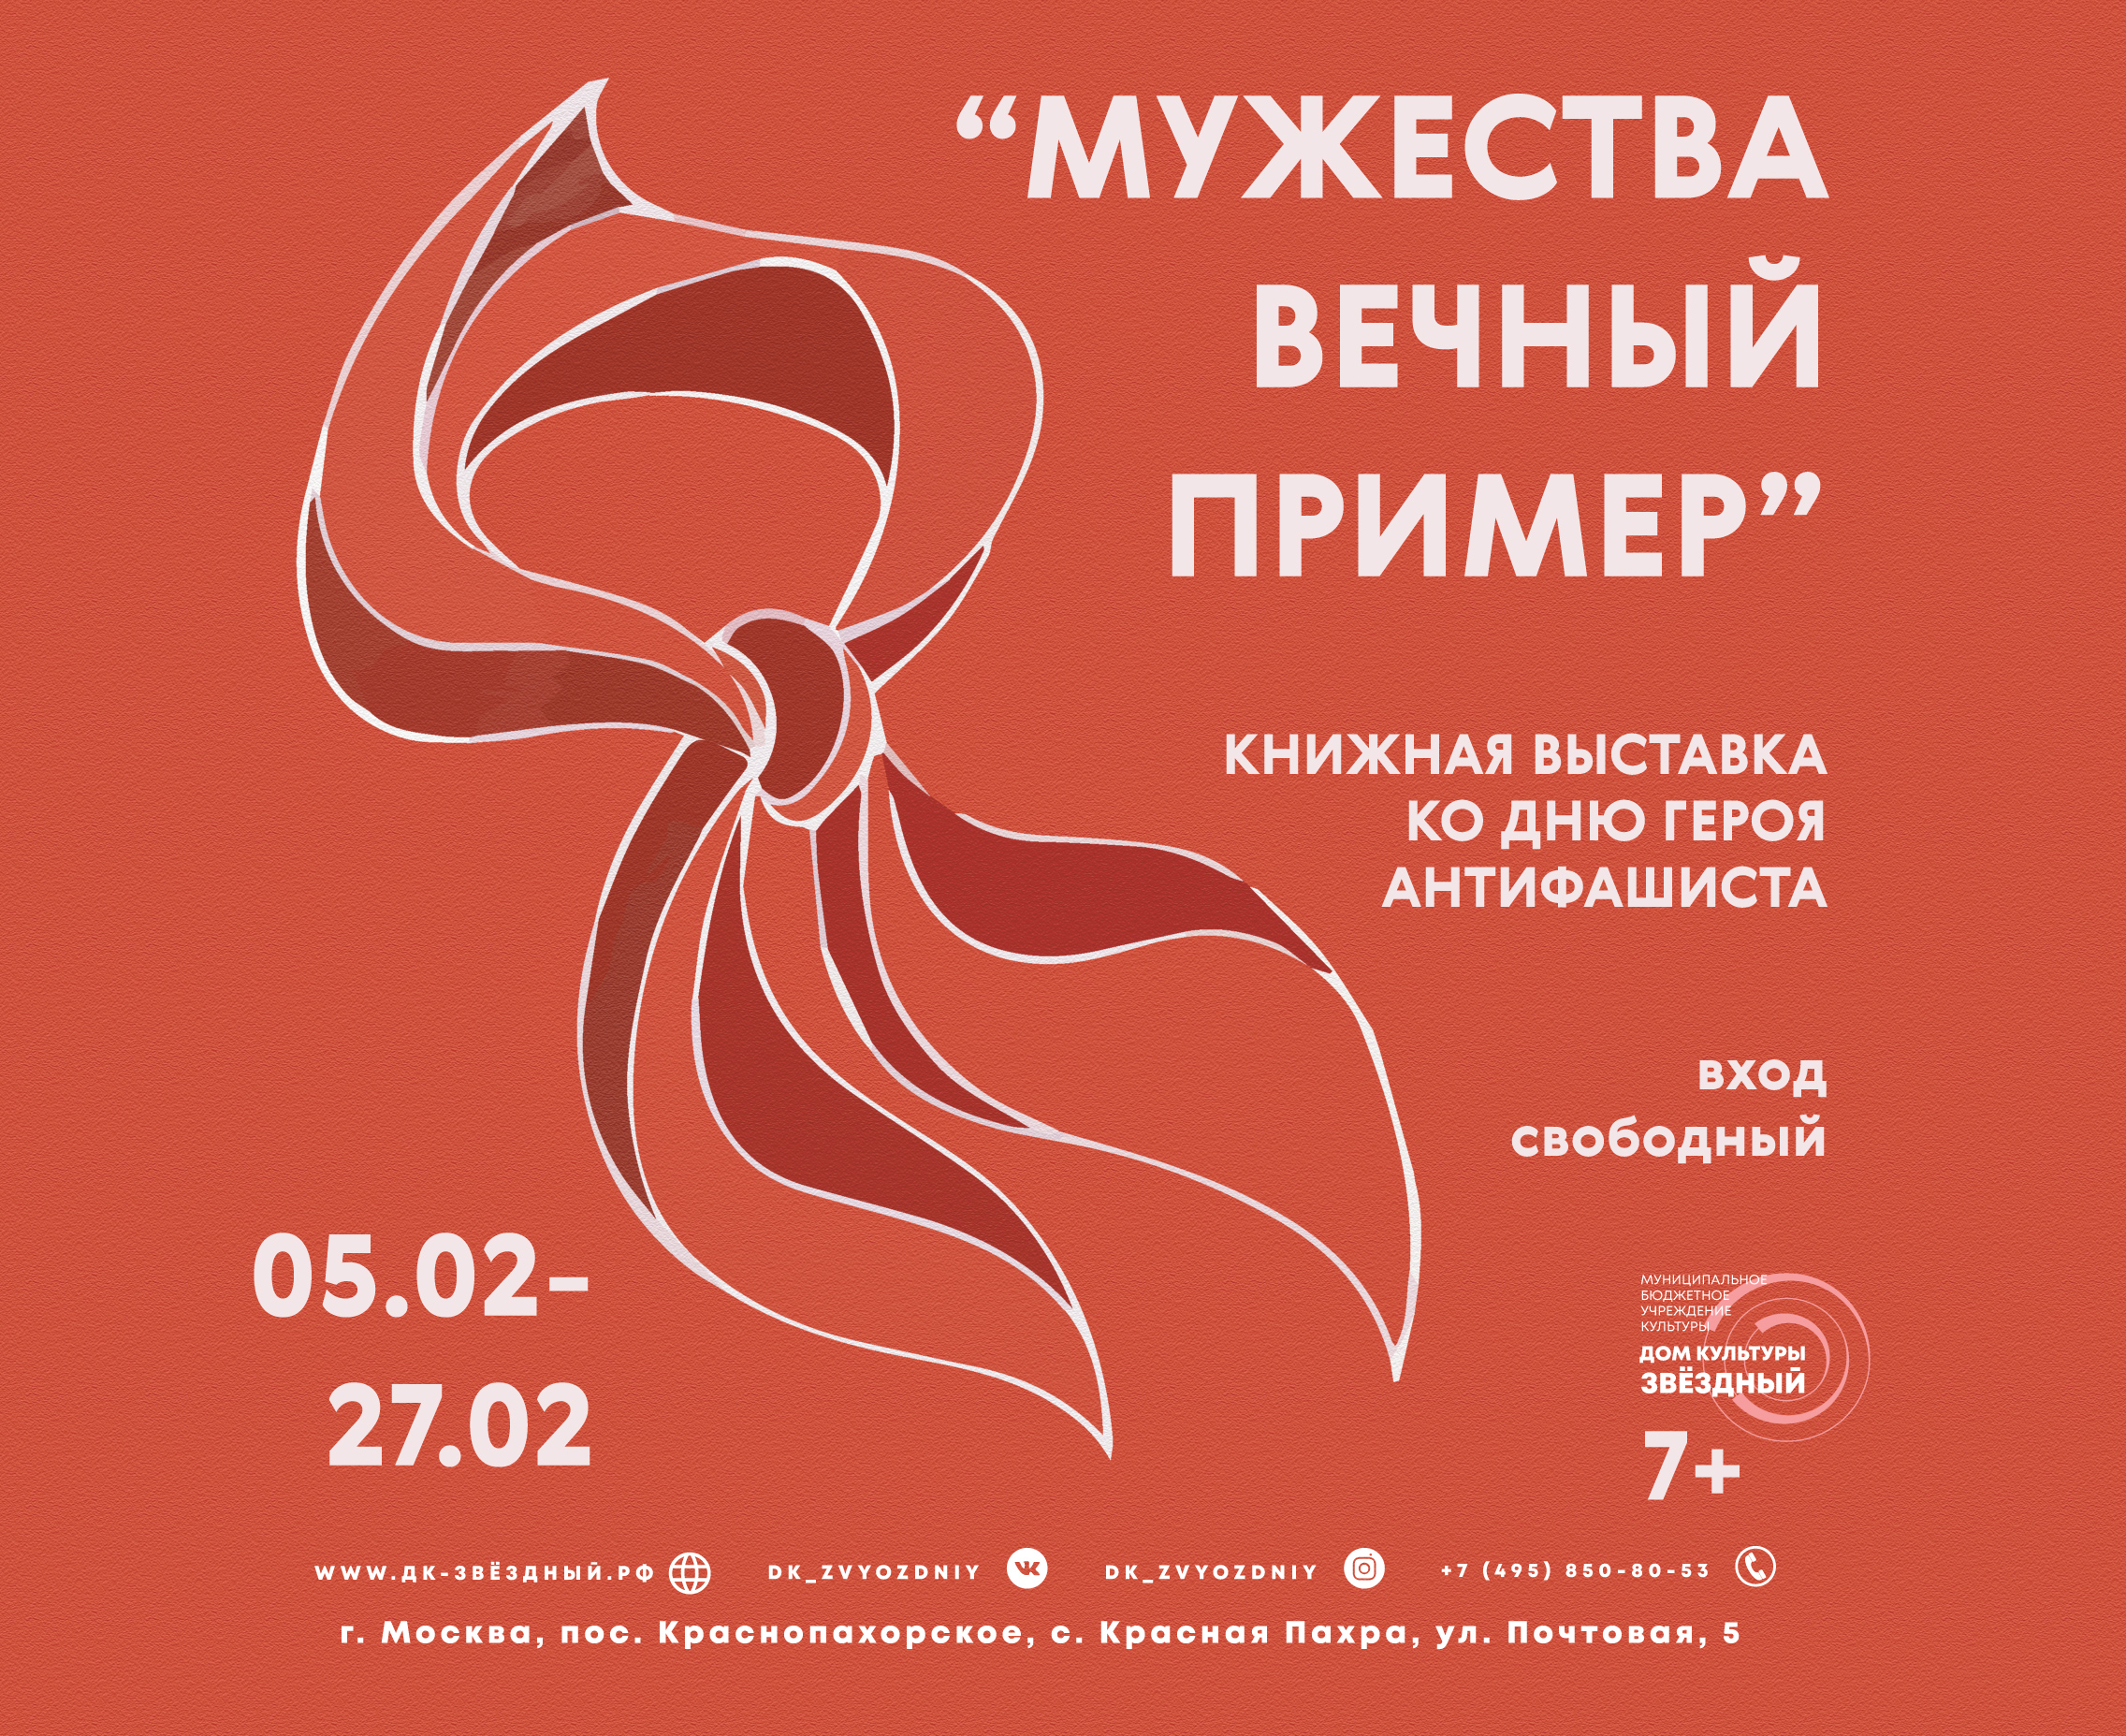 “МУЖЕСТВА
ВЕЧНЫЙ
ПРИМЕР”
КНИЖНАЯ ВЫСТАВКА
КО ДНЮ ГЕРОЯ
АНТИФАШИСТА
вход
свободный
05.02-
27.02
МУНИЦИПАЛЬНОЕ
БЮДЖЕТНОЕ
УЧРЕЖДЕНИЕ
КУЛЬТУРЫ
ДОМ КУЛЬТУРЫ
ЗВЁЗДНЫЙ
7+
WWW.ДК-ЗВЁЗДНЫЙ.РФ DK_ZVYOZDNIY DK_ZVYOZDNIY +7 (495) 850-80-53
г. Москва, пос. Краснопахорское, с. Красная Пахра, ул. Почтовая, 5